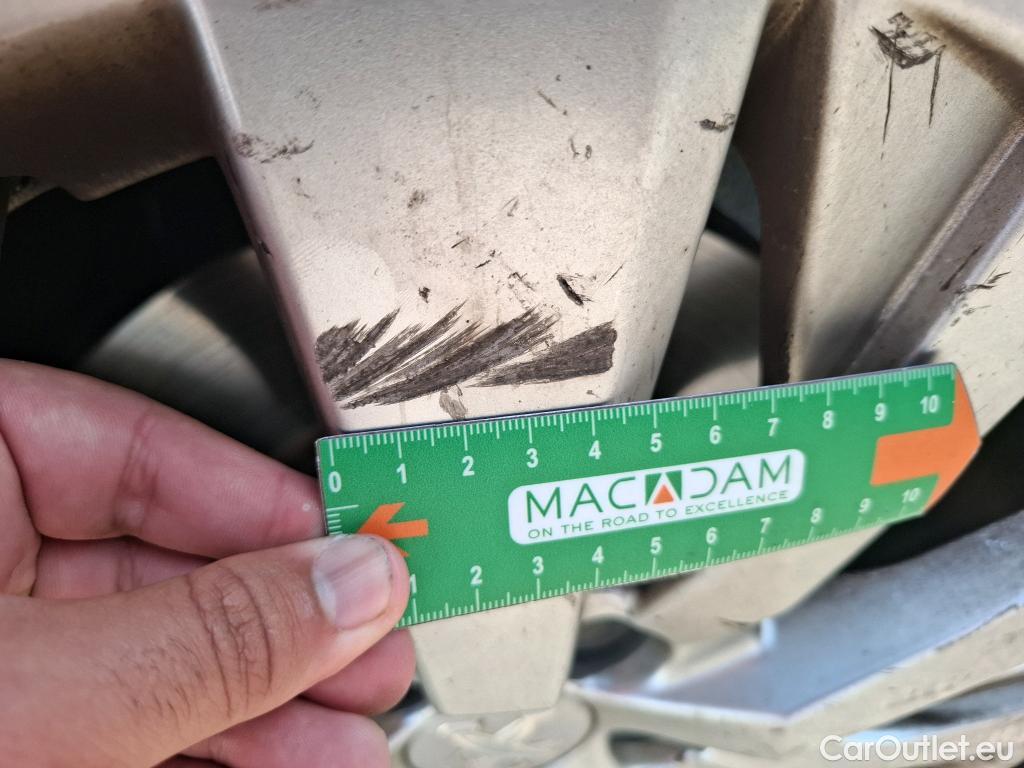 0 1 2 3 4 5 6 7 8 9 10
MACADAM
ON THE ROAD TO EXCELLENCE
1 2 3 4 5 6 7 8 9 10
CarOutlet.eu